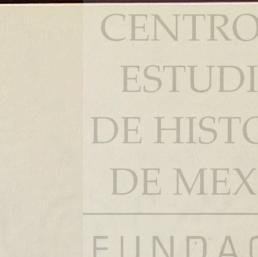 CENTRO
ESTUDI
DE HISTO
DE MEX
FUNDAC